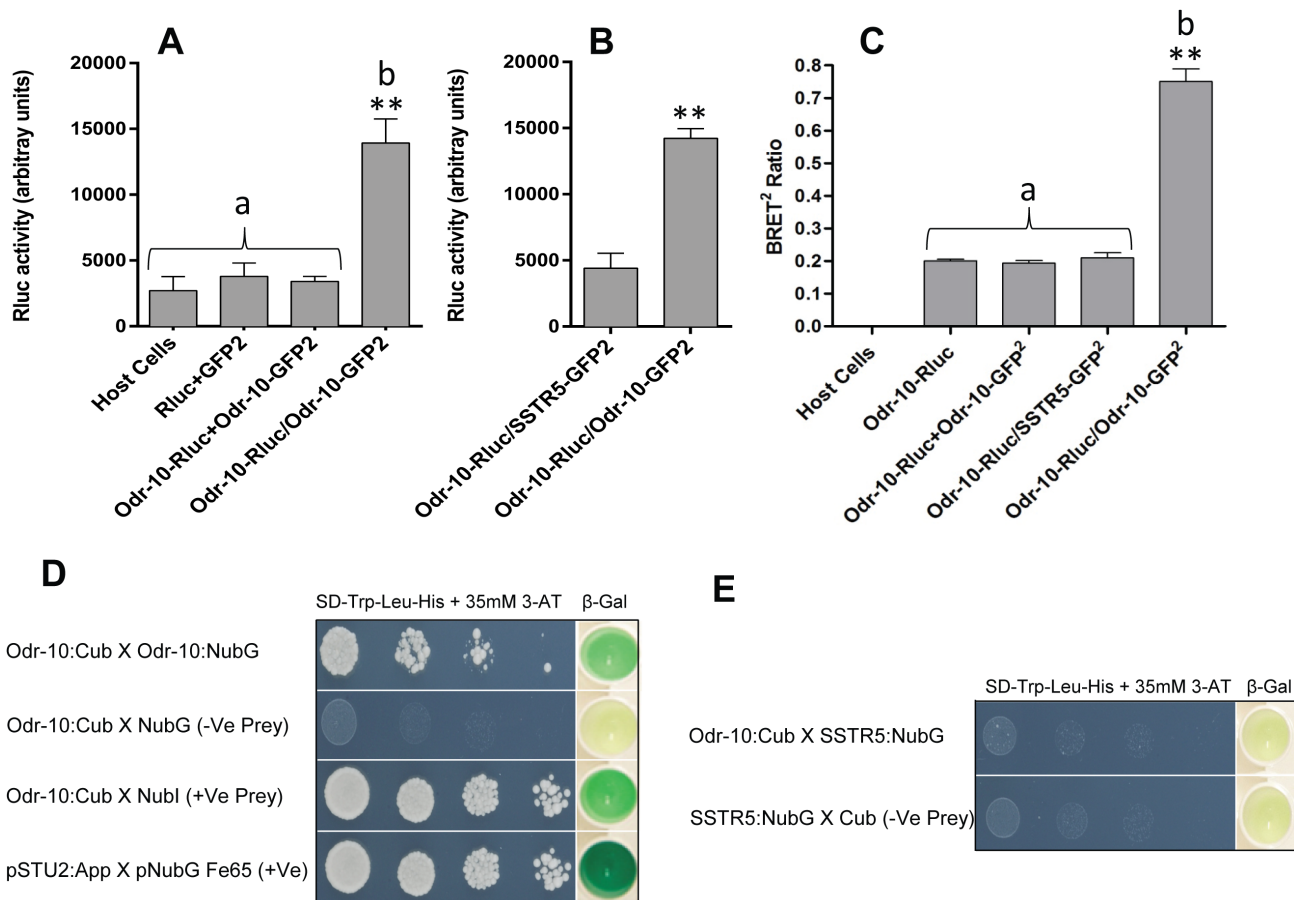 A
Rluc activity (arbitray units)
20000
15000
10000
5000
0
a
b
**
Host Cells
Rluc+GFP2
Odr-10-Rluc+Odr-10-GFP2
Odr-10-Rluc/Odr-10-GFP2
B
Rluc activity (arbitray units)
20000
15000
10000
5000
0
**
Odr-10-Rluc/SSTR5-GFP2
Odr-10-Rluc/Odr-10-GFP2
C
BRET² Ratio
0.8
0.7
0.6
0.5
0.4
0.3
0.2
0.1
0.0
a
b
**
Host Cells
Odr-10-Rluc
Odr-10-Rluc+Odr-10-GFP²
Odr-10-Rluc/SSTR5-GFP²
Odr-10-Rluc/Odr-10-GFP²
D
SD-Trp-Leu-His + 35mM 3-AT β-Gal
Odr-10:Cub X Odr-10:NubG
Odr-10:Cub X NubG (-Ve Prey)
Odr-10:Cub X NubI (+Ve Prey)
pSTU2:App X pNubG Fe65 (+Ve)
E
SD-Trp-Leu-His + 35mM 3-AT β-Gal
Odr-10:Cub X SSTR5:NubG
SSTR5:NubG X Cub (-Ve Prey)